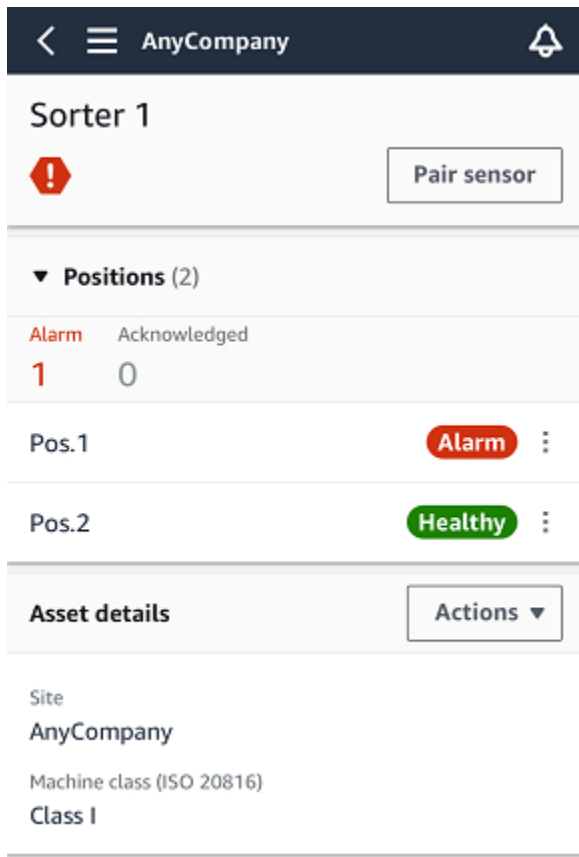 AnyCompany
Sorter 1
Pair sensor
Positions (2)
Alarm Acknowledged
1 0
Pos.1 Alarm
Pos.2 Healthy
Asset details Actions
Site
AnyCompany
Machine class (ISO 20816)
Class I